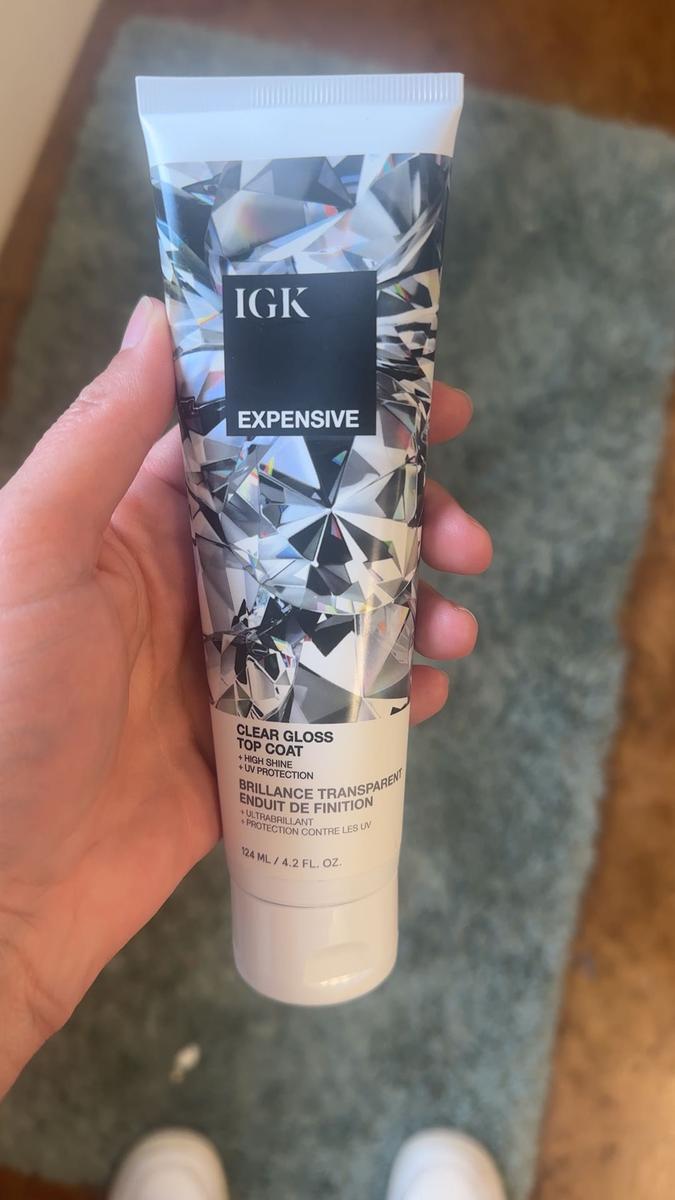 IGK
EXPENSIVE
CLEAR GLOSS
TOP COAT
+ HIGH SHINE
+ UV PROTECTION
BRILLANCE TRANSPARENT
ENDUIT DE FINITION
+ ULTRABRILLANT
+ PROTECTION CONTRE LES UV
124 ML / 4.2 FL. OZ.